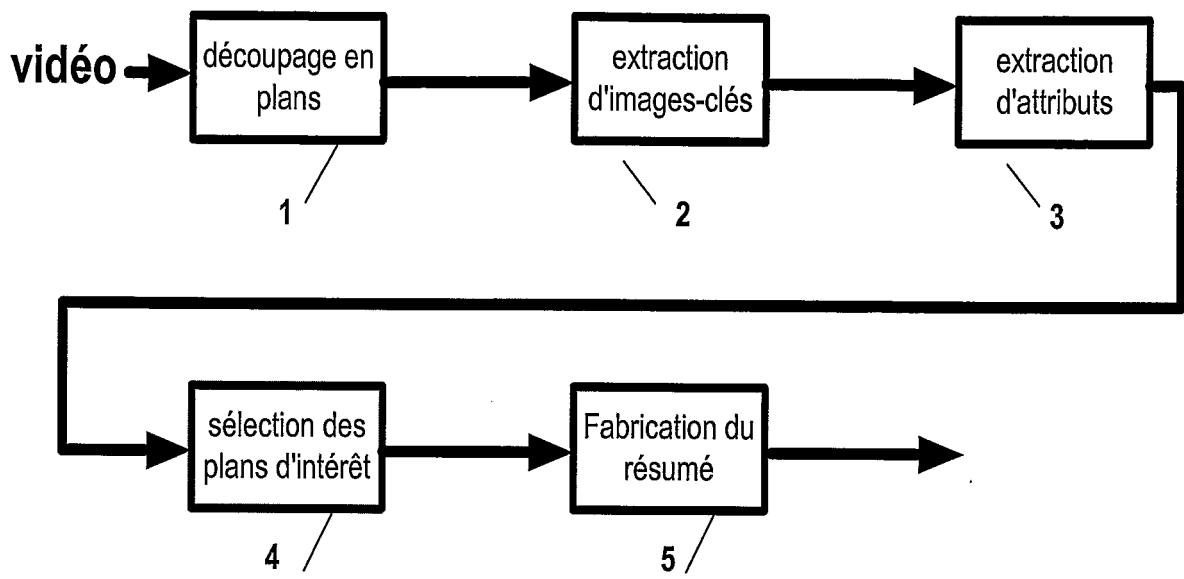 vidéo
découpage en
plans
extraction
d'images-clés
extraction
d'attributs
1
2
3
sélection des
plans d'intérêt
Fabrication du
résumé
4
5